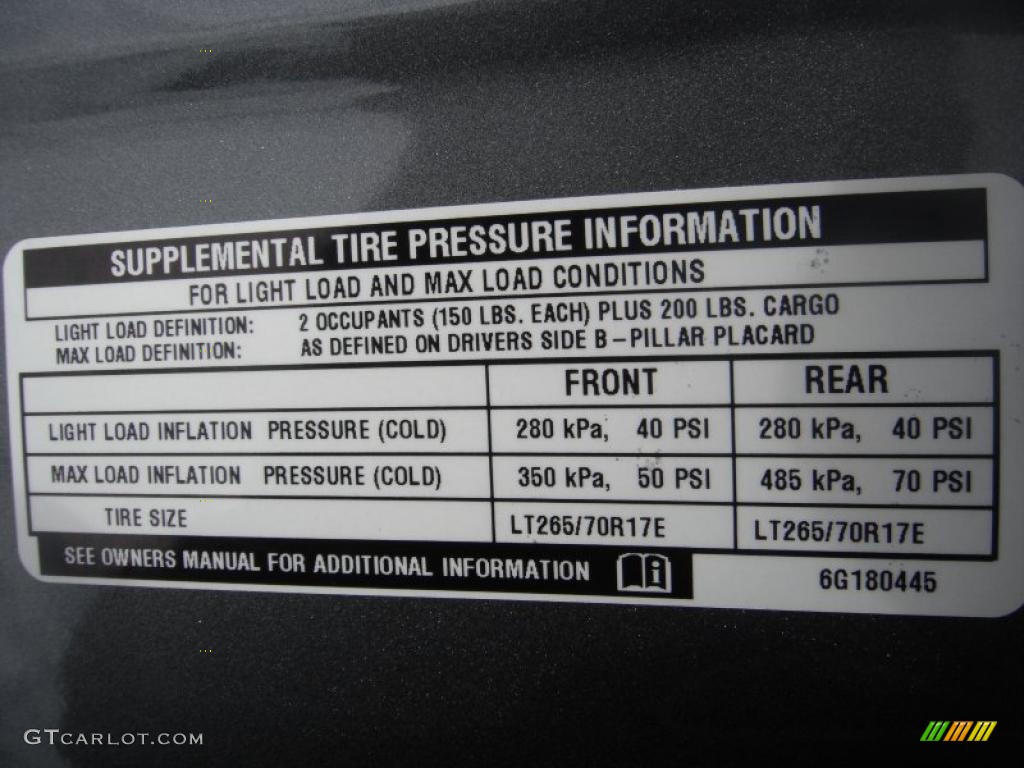 SUPPLEMENTAL TIRE PRESSURE INFORMATION
FOR LIGHT LOAD AND MAX LOAD CONDITIONS
LIGHT LOAD DEFINITION: 2 OCCUPANTS (150 LBS. EACH) PLUS 200 LBS. CARGO
MAX LOAD DEFINITION: AS DEFINED ON DRIVERS SIDE B-PILLAR PLACARD
FRONT REAR
LIGHT LOAD INFLATION PRESSURE (COLD) 280 kPa, 40 PSI 280 kPa, 40 PSI
MAX LOAD INFLATION PRESSURE (COLD) 350 kPa, 50 PSI 485 kPa, 70 PSI
TIRE SIZE LT265/70R17E LT265/70R17E
SEE OWNERS MANUAL FOR ADDITIONAL INFORMATION 6G180445
GTCARLOT.COM